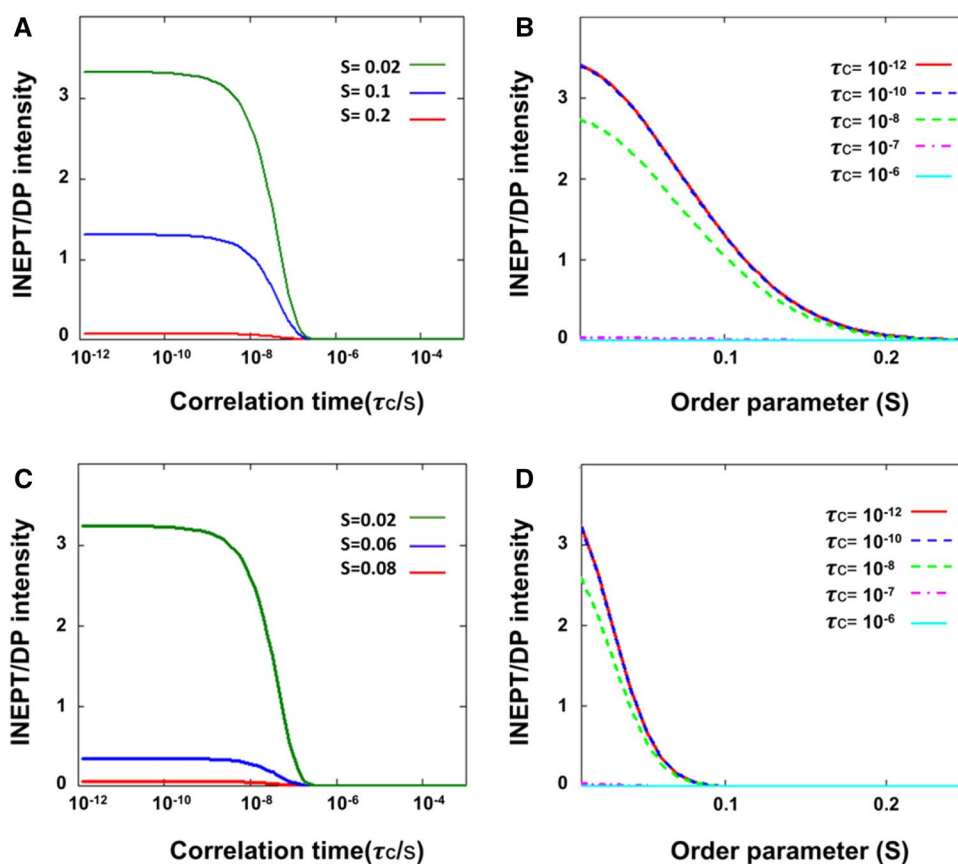 A
INEPT/DP intensity
3
2
1
0
S= 0.02
S= 0.1
S= 0.2
10⁻¹² 10⁻¹⁰ 10⁻⁸ 10⁻⁶ 10⁻⁴
Correlation time(τc/s)
B
INEPT/DP intensity
3
2
1
0
τc= 10⁻¹²
τc= 10⁻¹⁰
τc= 10⁻⁸
τc= 10⁻⁷
τc= 10⁻⁶
0.1 0.2
Order parameter (S)
C
INEPT/DP intensity
3
2
1
0
S=0.02
S=0.06
S=0.08
10⁻¹² 10⁻¹⁰ 10⁻⁸ 10⁻⁶ 10⁻⁴
Correlation time(τc/s)
D
INEPT/DP intensity
3
2
1
0
τc= 10⁻¹²
τc= 10⁻¹⁰
τc= 10⁻⁸
τc= 10⁻⁷
τc= 10⁻⁶
0.1 0.2
Order parameter (S)